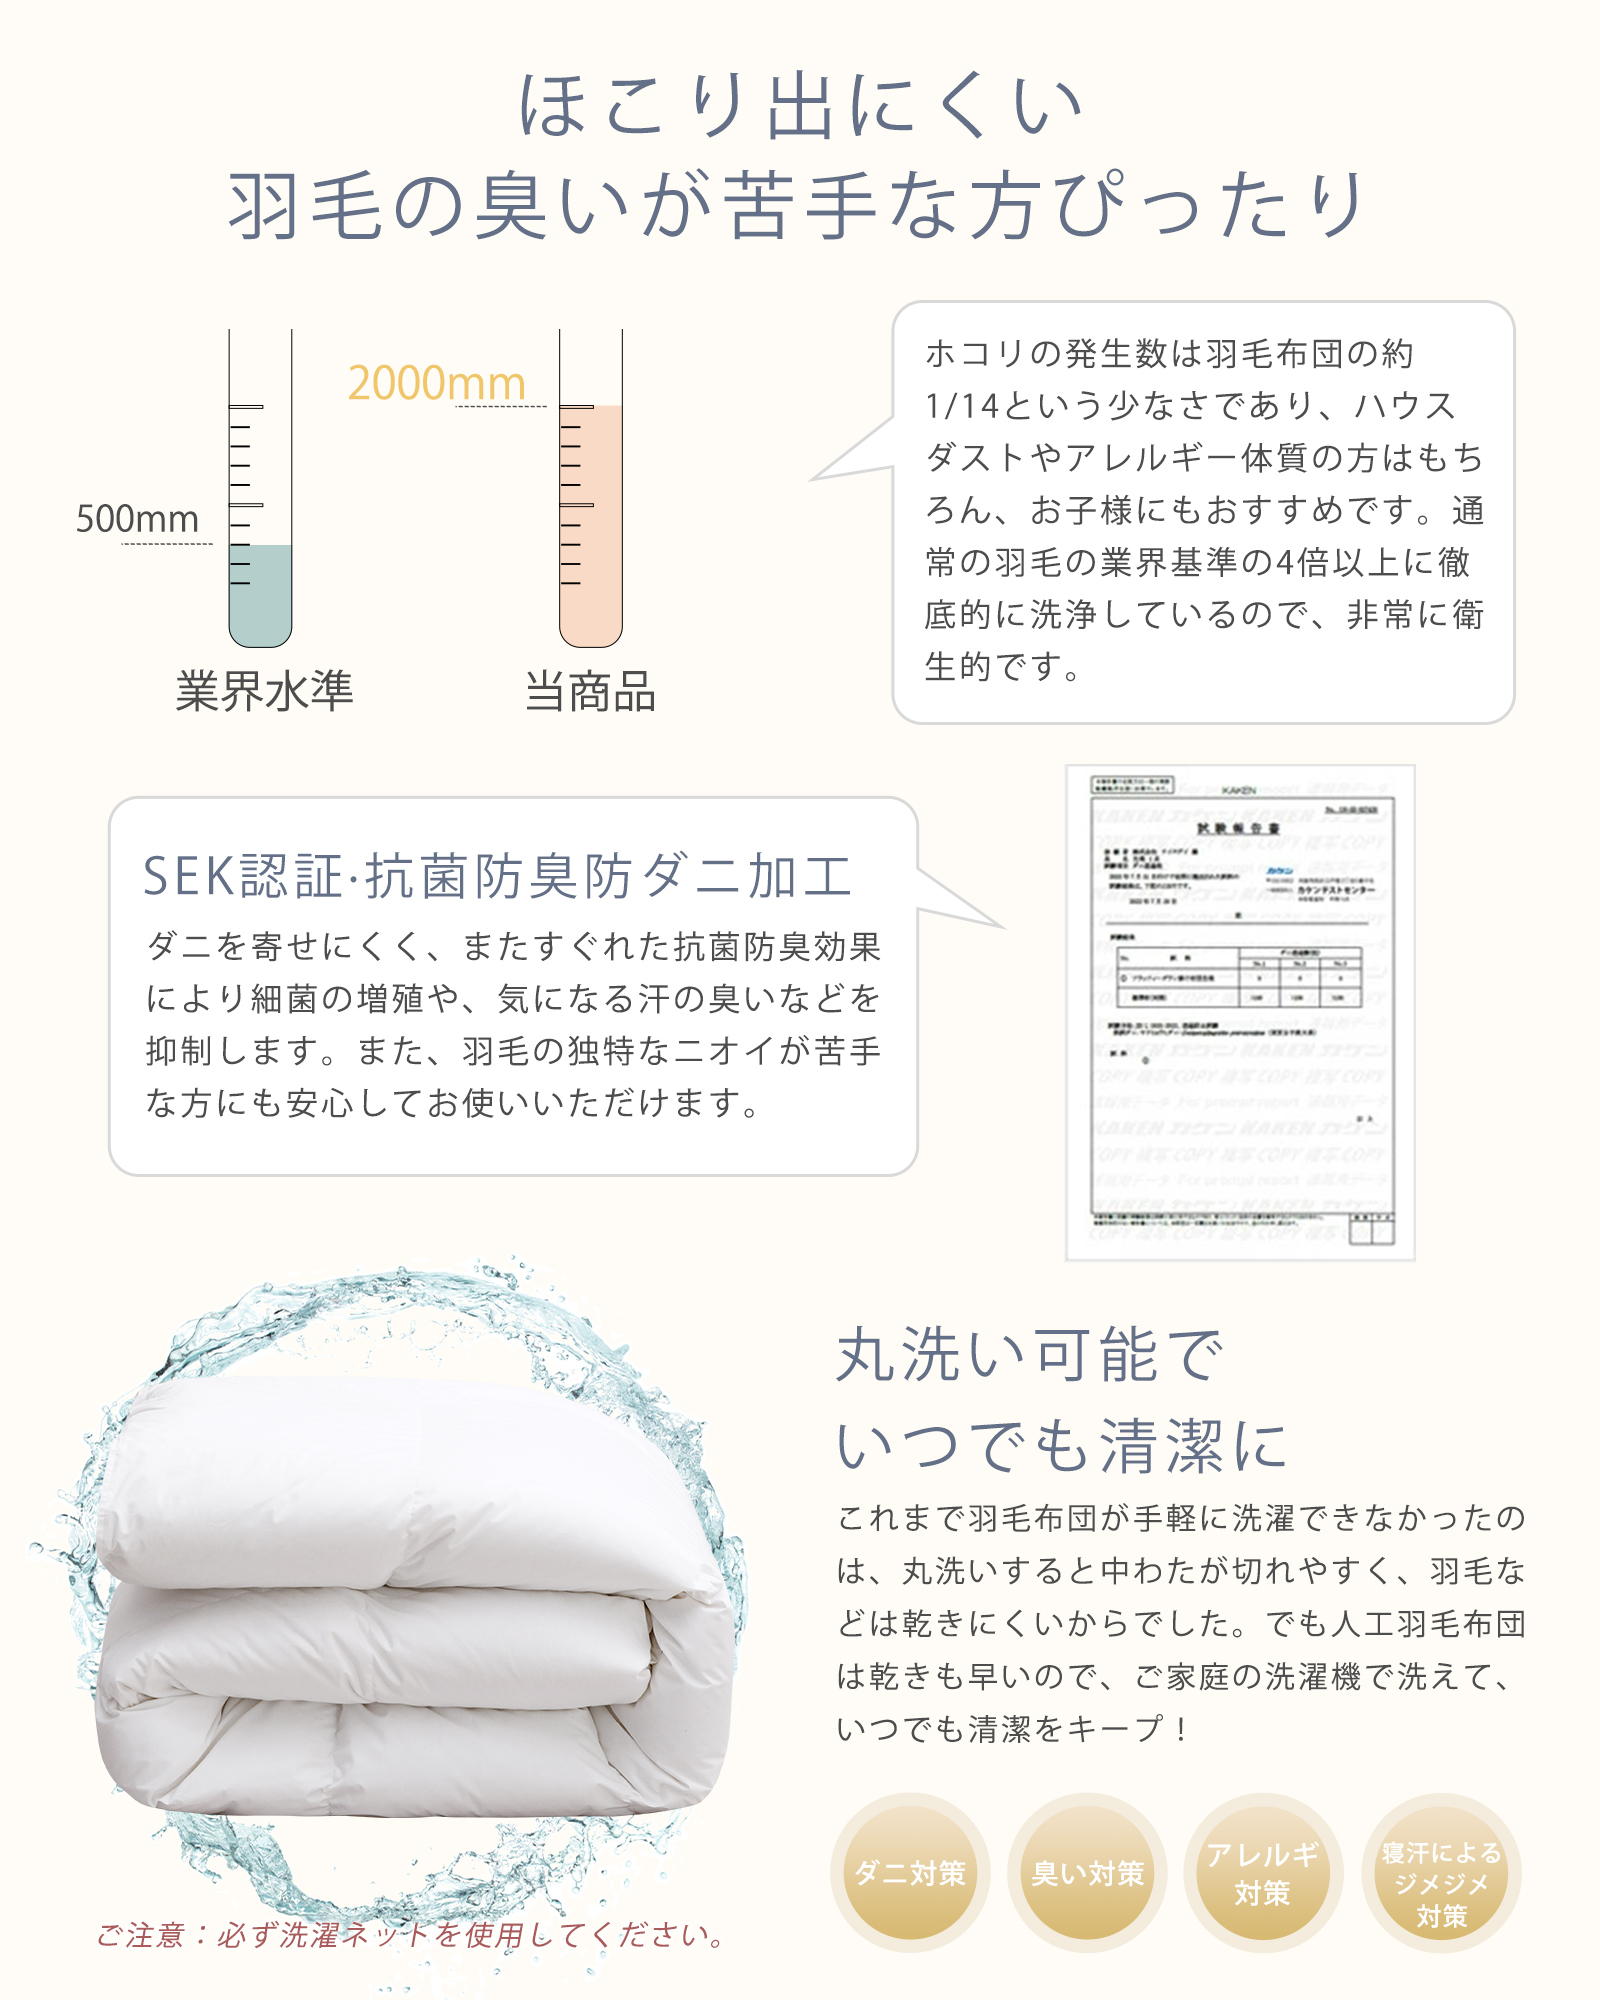 ほこり出にくい
羽毛の臭いが苦手な方ぴったり
2000mm
500mm
業界水準
当商品
ホコリの発生数は羽毛布団の約
1/14という少なさであり、ハウス
ダストやアレルギー体質の方はもち
ろん、お子様にもおすすめです。通
常の羽毛の業界基準の4倍以上に徹
底的に洗浄しているので、非常に衛
生的です。
SEK認証·抗菌防臭防ダニ加工
ダニを寄せにくく、またすぐれた抗菌防臭効果
により細菌の増殖や、気になる汗の臭いなどを
抑制します。また、羽毛の独特なニオイが苦手
な方にも安心してお使いいただけます。
KAKEN
試験報告書
カケン
カケンテストセンター
丸洗い可能で
いつでも清潔に
これまで羽毛布団が手軽に洗濯できなかったの
は、丸洗いすると中わたが切れやすく、羽毛な
どは乾きにくいからでした。でも人工羽毛布団
は乾きも早いので、ご家庭の洗濯機で洗えて、
いつでも清潔をキープ！
ダニ対策
臭い対策
アレルギ
対策
寝汗による
ジメジメ
対策
ご注意：必ず洗濯ネットを使用してください。